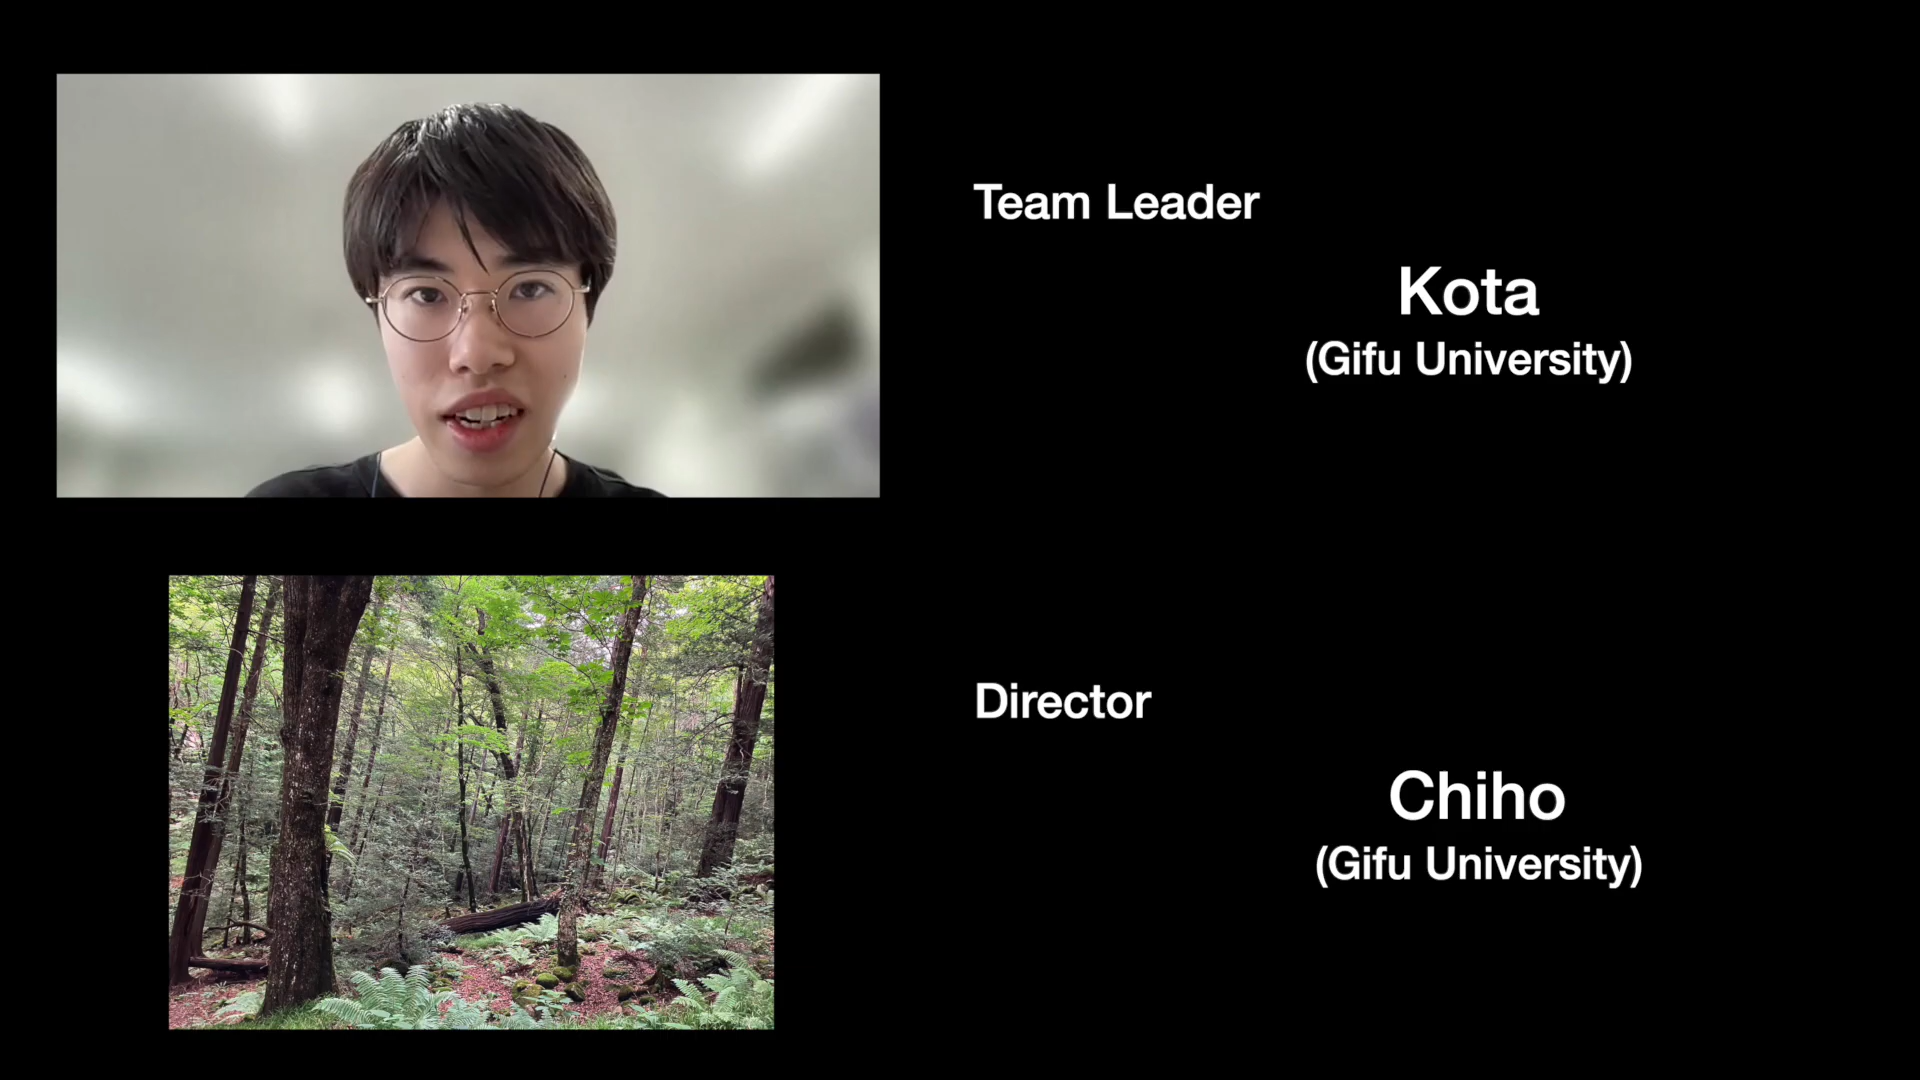 Team Leader
Kota
(Gifu University)
Director
Chiho
(Gifu University)